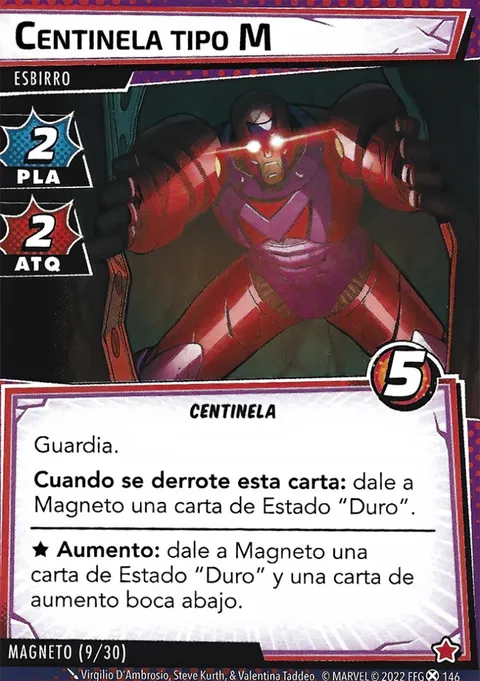 CENTINELA TIPO M
ESBIRRO
2
PLA
2
ATQ
5
CENTINELA
Guardia.
Cuando se derrote esta carta: dale a
Magneto una carta de Estado “Duro”.
★ Aumento: dale a Magneto una
carta de Estado “Duro” y una carta de
aumento boca abajo.
MAGNETO (9/30)
Virgilio D’Ambrosio, Steve Kurth, & Valentina Taddeo © MARVEL © 2022 FFG 146